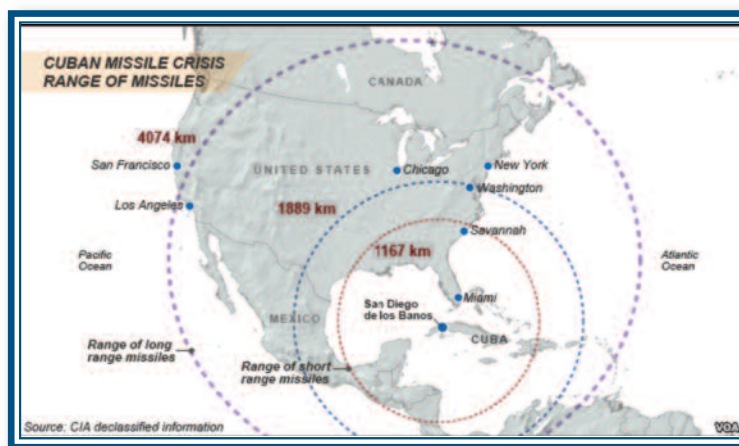 CUBAN MISSILE CRISIS
RANGE OF MISSILES
CANADA
4074 km
San Francisco
UNITED STATES
Chicago
New York
Washington
Los Angeles
1889 km
Savannah
1167 km
Pacific
Ocean
Atlantic
Ocean
Miami
San Diego
de los Banos
MEXICO
CUBA
Range of long
range missiles
Range of short
range missiles
Source: CIA declassified information
VOA